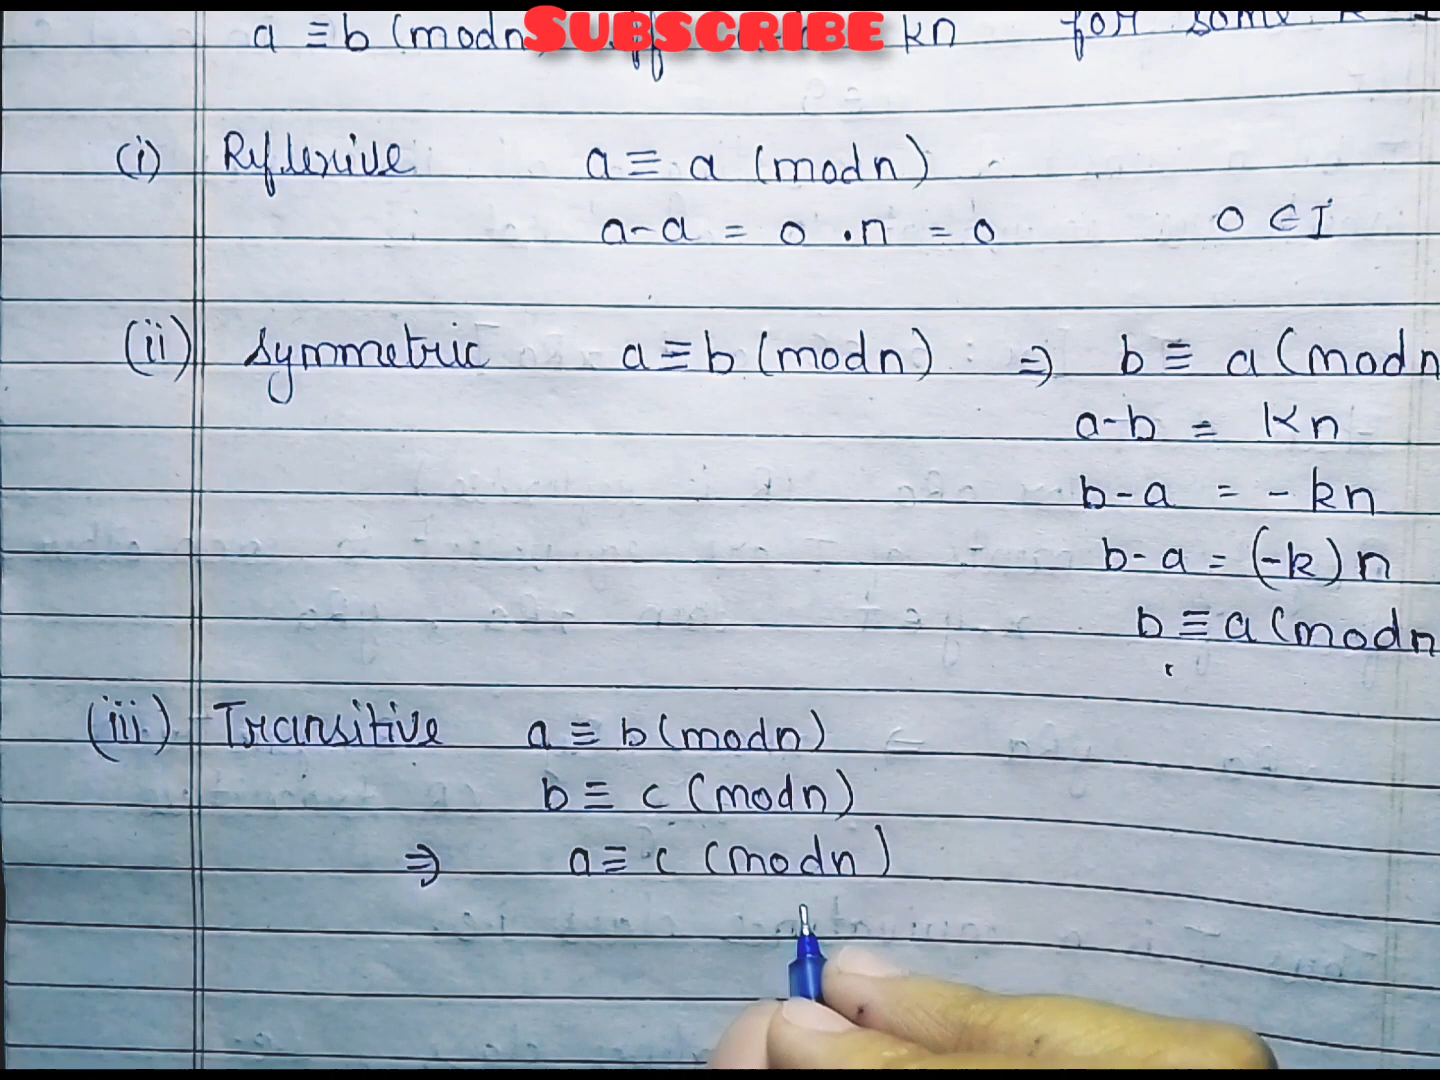 a ≡ b (modn SUBSCRIBE kn for some k
(i) Reflexive a ≡ a (modn)
a-a = 0 .n = 0 0 ∈ I
(ii) Symmetric a ≡ b (modn) ⇒ b ≡ a (modn
a-b = kn
b-a = - kn
b-a = (-k) n
b ≡ a (modn
(iii) Transitive a ≡ b (modn)
b ≡ c (modn)
⇒ a ≡ c (modn)